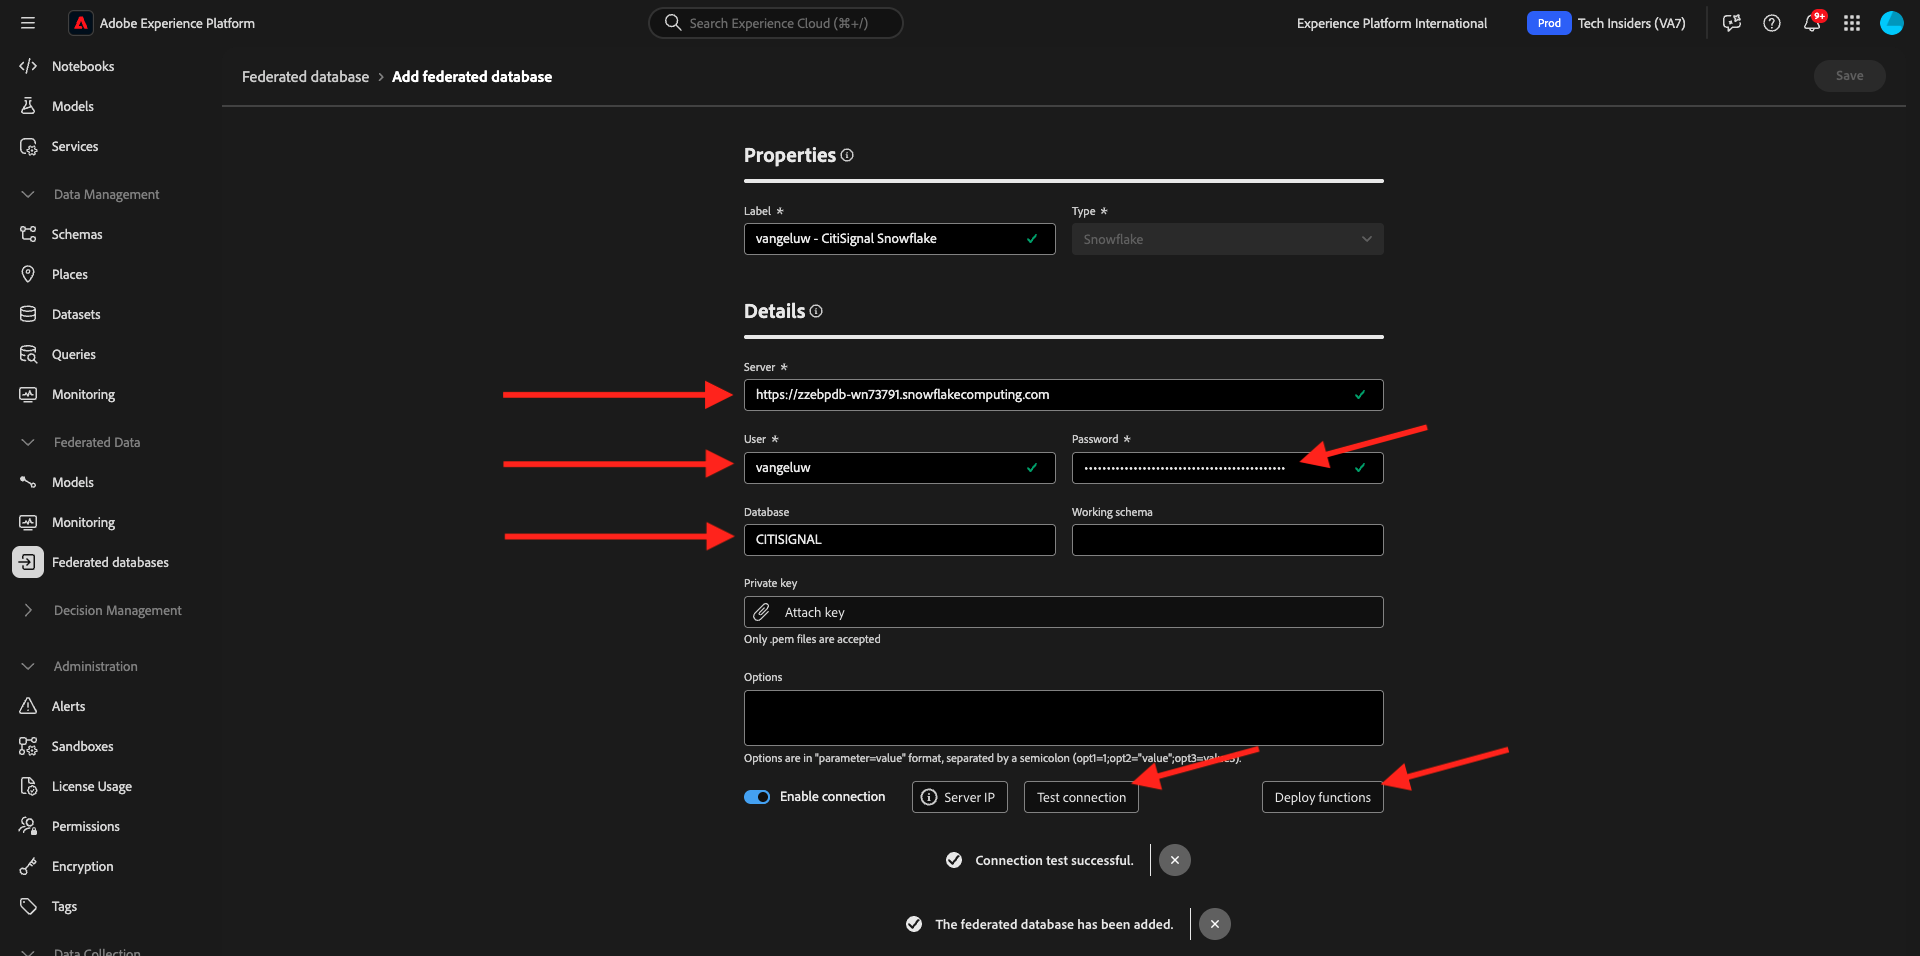 Adobe Experience Platform
Search Experience Cloud (⌘+/)
Experience Platform International
Prod
Tech Insiders (VA7)
9+
Notebooks
Models
Services
Data Management
Schemas
Places
Datasets
Queries
Monitoring
Federated Data
Models
Monitoring
Federated databases
Decision Management
Administration
Alerts
Sandboxes
License Usage
Permissions
Encryption
Tags
Data Collection
Federated database > Add federated database
Save
Properties
Label *
Type *
vangeluw - CitiSignal Snowflake
Snowflake
Details
Server *
https://zzebpdb-wn73791.snowflakecomputing.com
User *
Password *
vangeluw
Database
Working schema
CITISIGNAL
Private key
Attach key
Only .pem files are accepted
Options
Options are in "parameter=value" format, separated by a semicolon (opt1=1;opt2="value";opt3=value3).
Enable connection
Server IP
Test connection
Deploy functions
Connection test successful.
The federated database has been added.